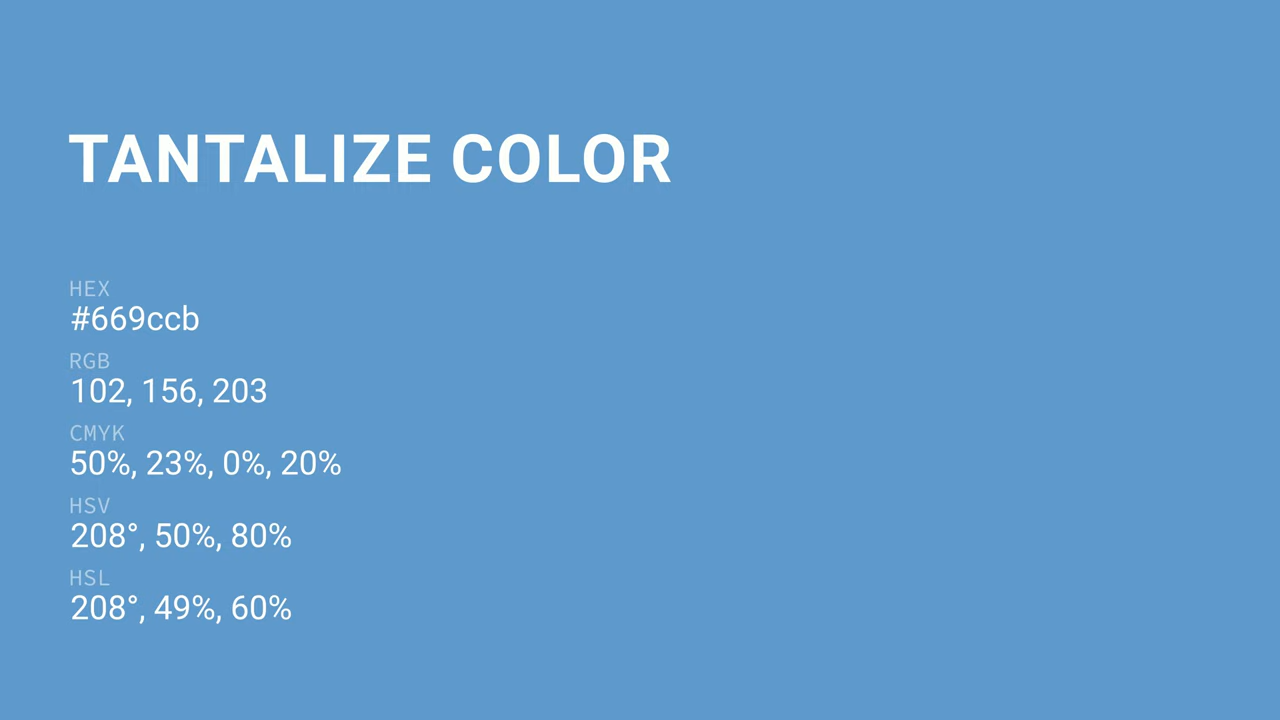 TANTALIZE COLOR
HEX
#669ccb
RGB
102, 156, 203
CMYK
50%, 23%, 0%, 20%
HSV
208°, 50%, 80%
HSL
208°, 49%, 60%